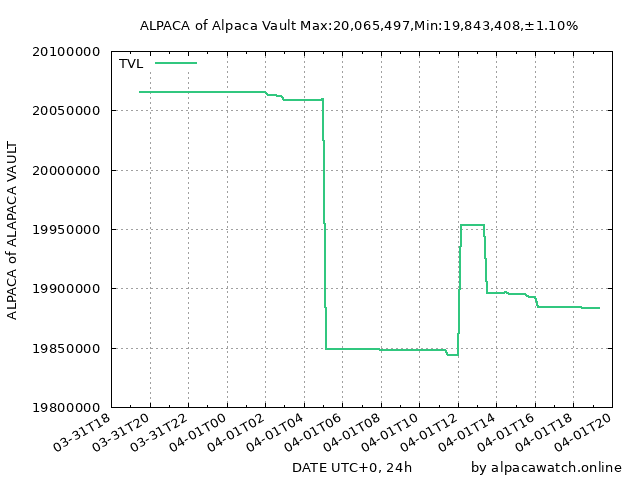 ALPACA of Alpaca Vault Max:20,065,497,Min:19,843,408,±1.10%
TVL
20100000
20050000
20000000
19950000
19900000
19850000
19800000
ALPACA of ALAPACA VAULT
03-31T18
03-31T20
03-31T22
04-01T00
04-01T02
04-01T04
04-01T06
04-01T08
04-01T10
04-01T12
04-01T14
04-01T16
04-01T18
04-01T20
DATE UTC+0, 24h
by alpacawatch.online